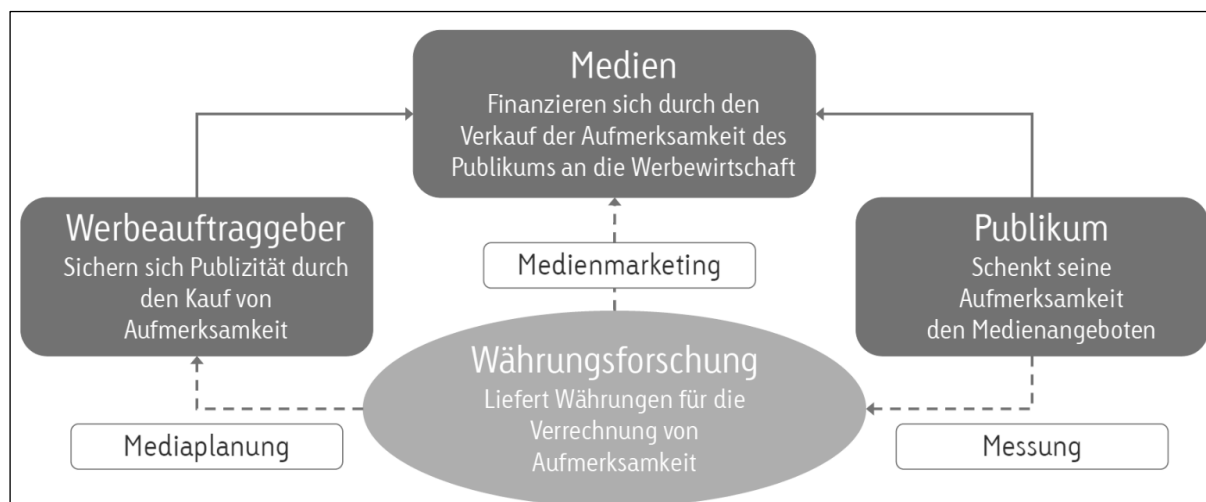 Medien
Finanzieren sich durch den
Verkauf der Aufmerksamkeit des
Publikums an die Werbewirtschaft
Werbeauftraggeber
Sichern sich Publizität durch
den Kauf von
Aufmerksamkeit
Medienmarketing
Publikum
Schenkt seine
Aufmerksamkeit
den Medienangeboten
Währungsforschung
Liefert Währungen für die
Verrechnung von
Aufmerksamkeit
Mediaplanung
Messung